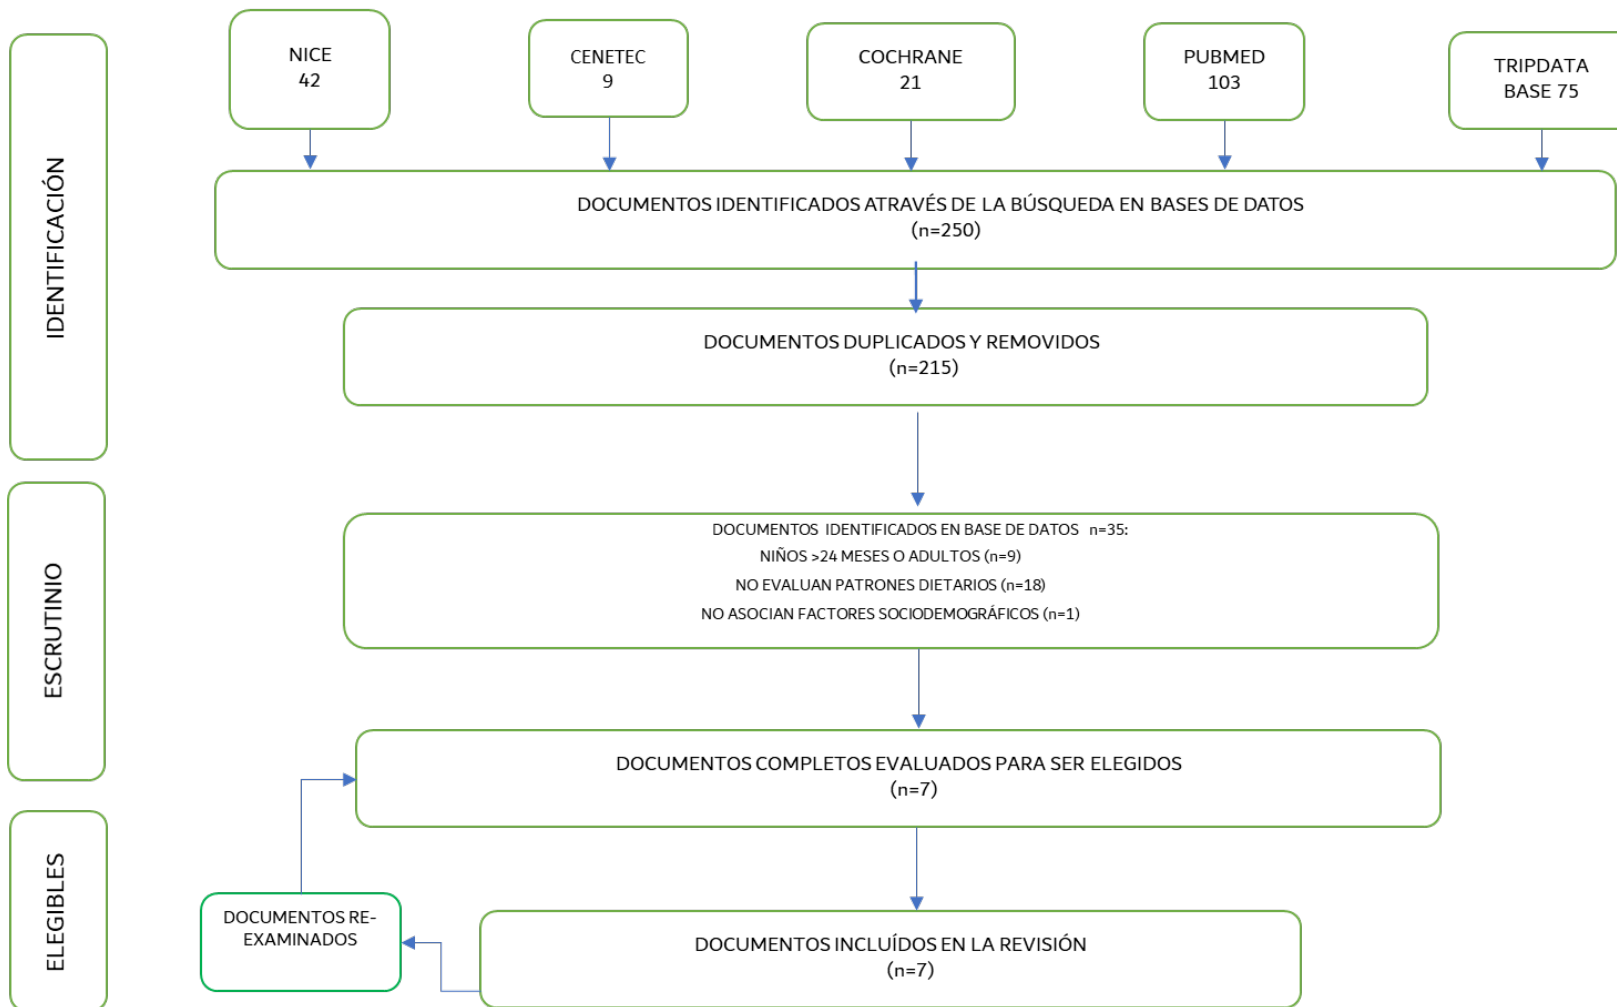 NICE
42
CENETEC
9
COCHRANE
21
PUBMED
103
TRIPDATA
BASE 75
IDENTIFICACIÓN
DOCUMENTOS IDENTIFICADOS ATRAVÉS DE LA BÚSQUEDA EN BASES DE DATOS
(n=250)
DOCUMENTOS DUPLICADOS Y REMOVIDOS
(n=215)
ESCRUTINIO
DOCUMENTOS IDENTIFICADOS EN BASE DE DATOS n=35:
NIÑOS >24 MESES O ADULTOS (n=9)
NO EVALUAN PATRONES DIETARIOS (n=18)
NO ASOCIAN FACTORES SOCIODEMOGRÁFICOS (n=1)
DOCUMENTOS COMPLETOS EVALUADOS PARA SER ELEGIDOS
(n=7)
ELEGIBLES
DOCUMENTOS RE-
EXAMINADOS
DOCUMENTOS INCLUÍDOS EN LA REVISIÓN
(n=7)